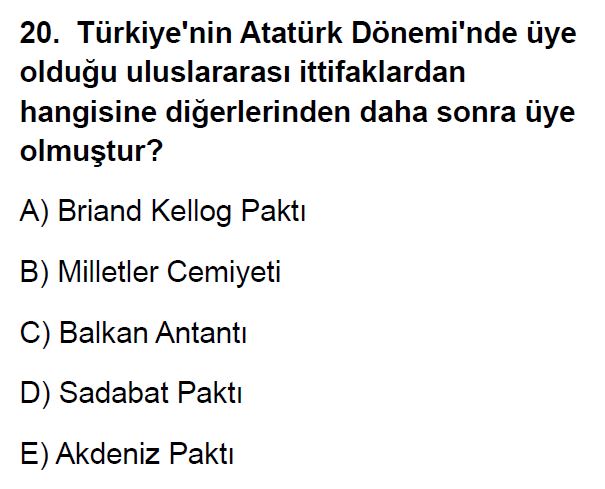 20.  Türkiye'nin Atatürk Dönemi'nde üye
olduğu uluslararası ittifaklardan
hangisine diğerlerinden daha sonra üye
olmuştur?
A) Briand Kellog Paktı
B) Milletler Cemiyeti
C) Balkan Antantı
D) Sadabat Paktı
E) Akdeniz Paktı